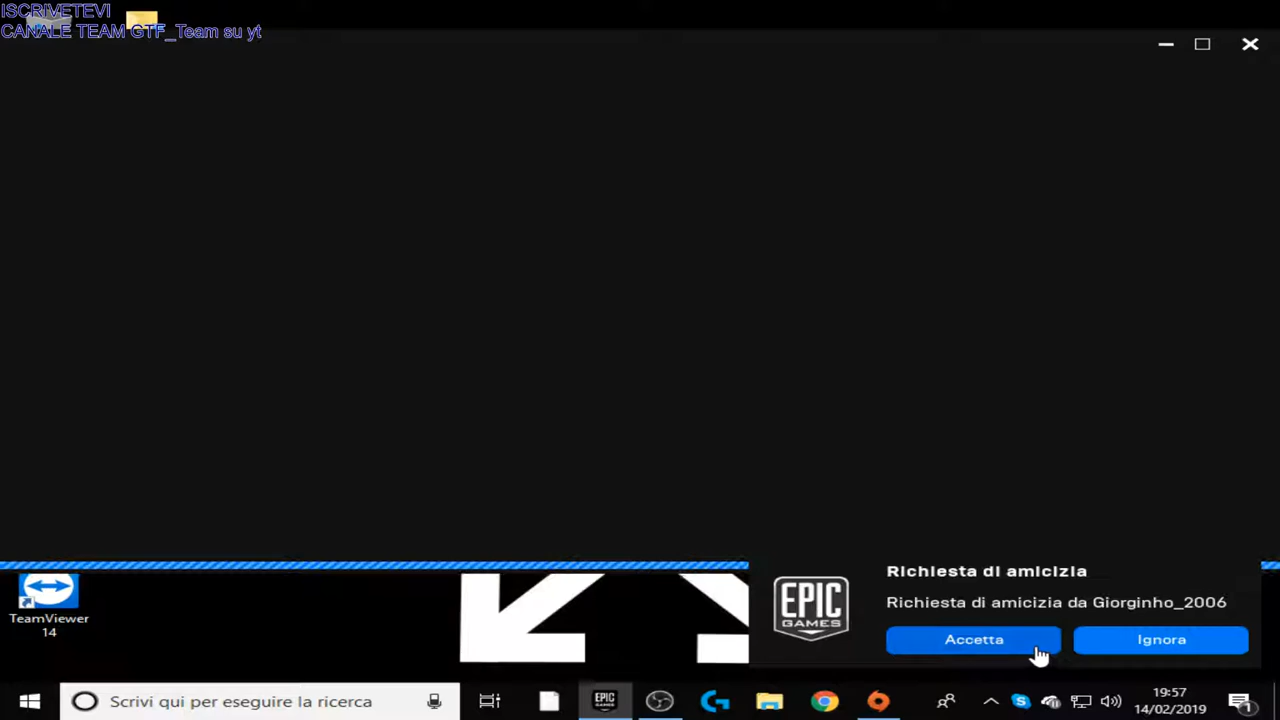 ISCRIVETEVI
CANALE TEAM GTF_Team su yt
Richiesta di amicizia
EPIC
GAMES
Richiesta di amicizia da Giorginho_2006
Accetta
Ignora
TeamViewer
14
Scrivi qui per eseguire la ricerca
EPIC
GAMES
19:57
14/02/2019
1